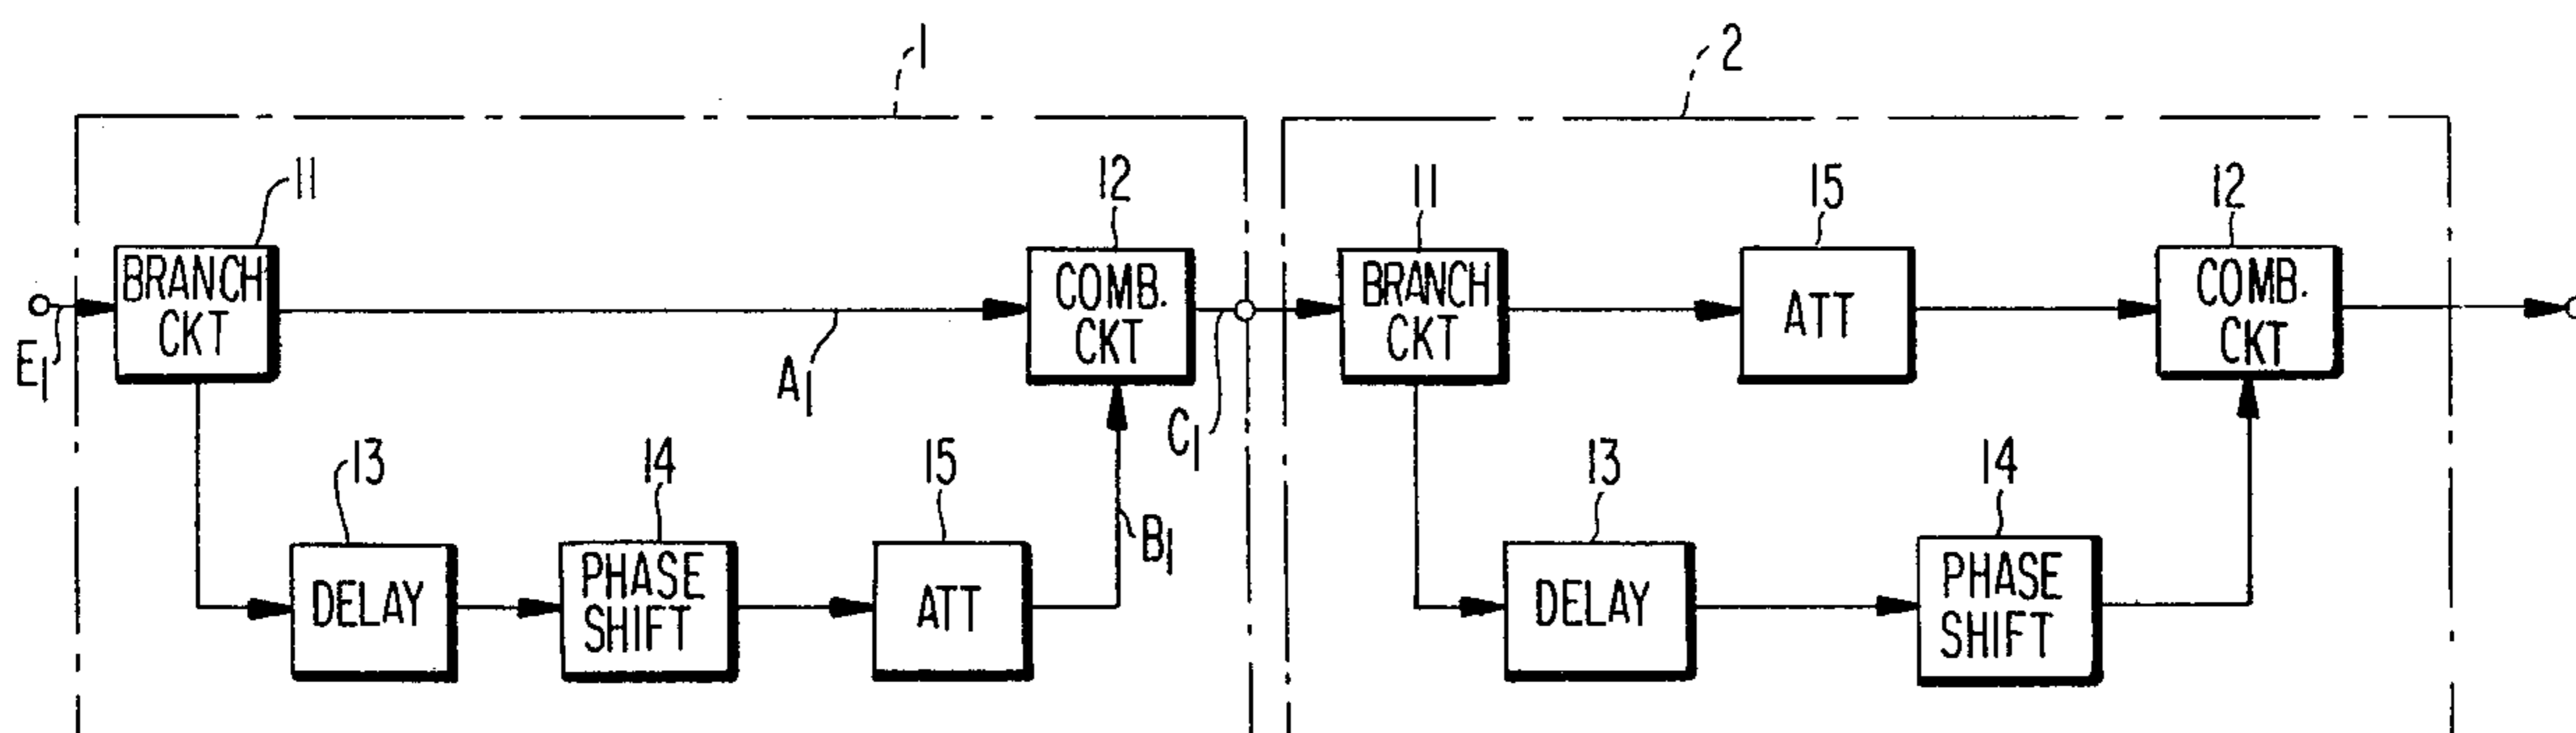 1
2
11
12
11
15
12
BRANCH
CKT
COMB.
CKT
BRANCH
CKT
ATT
COMB.
CKT
E1
A1
C1
13
14
15
B1
13
14
DELAY
PHASE
SHIFT
ATT
DELAY
PHASE
SHIFT